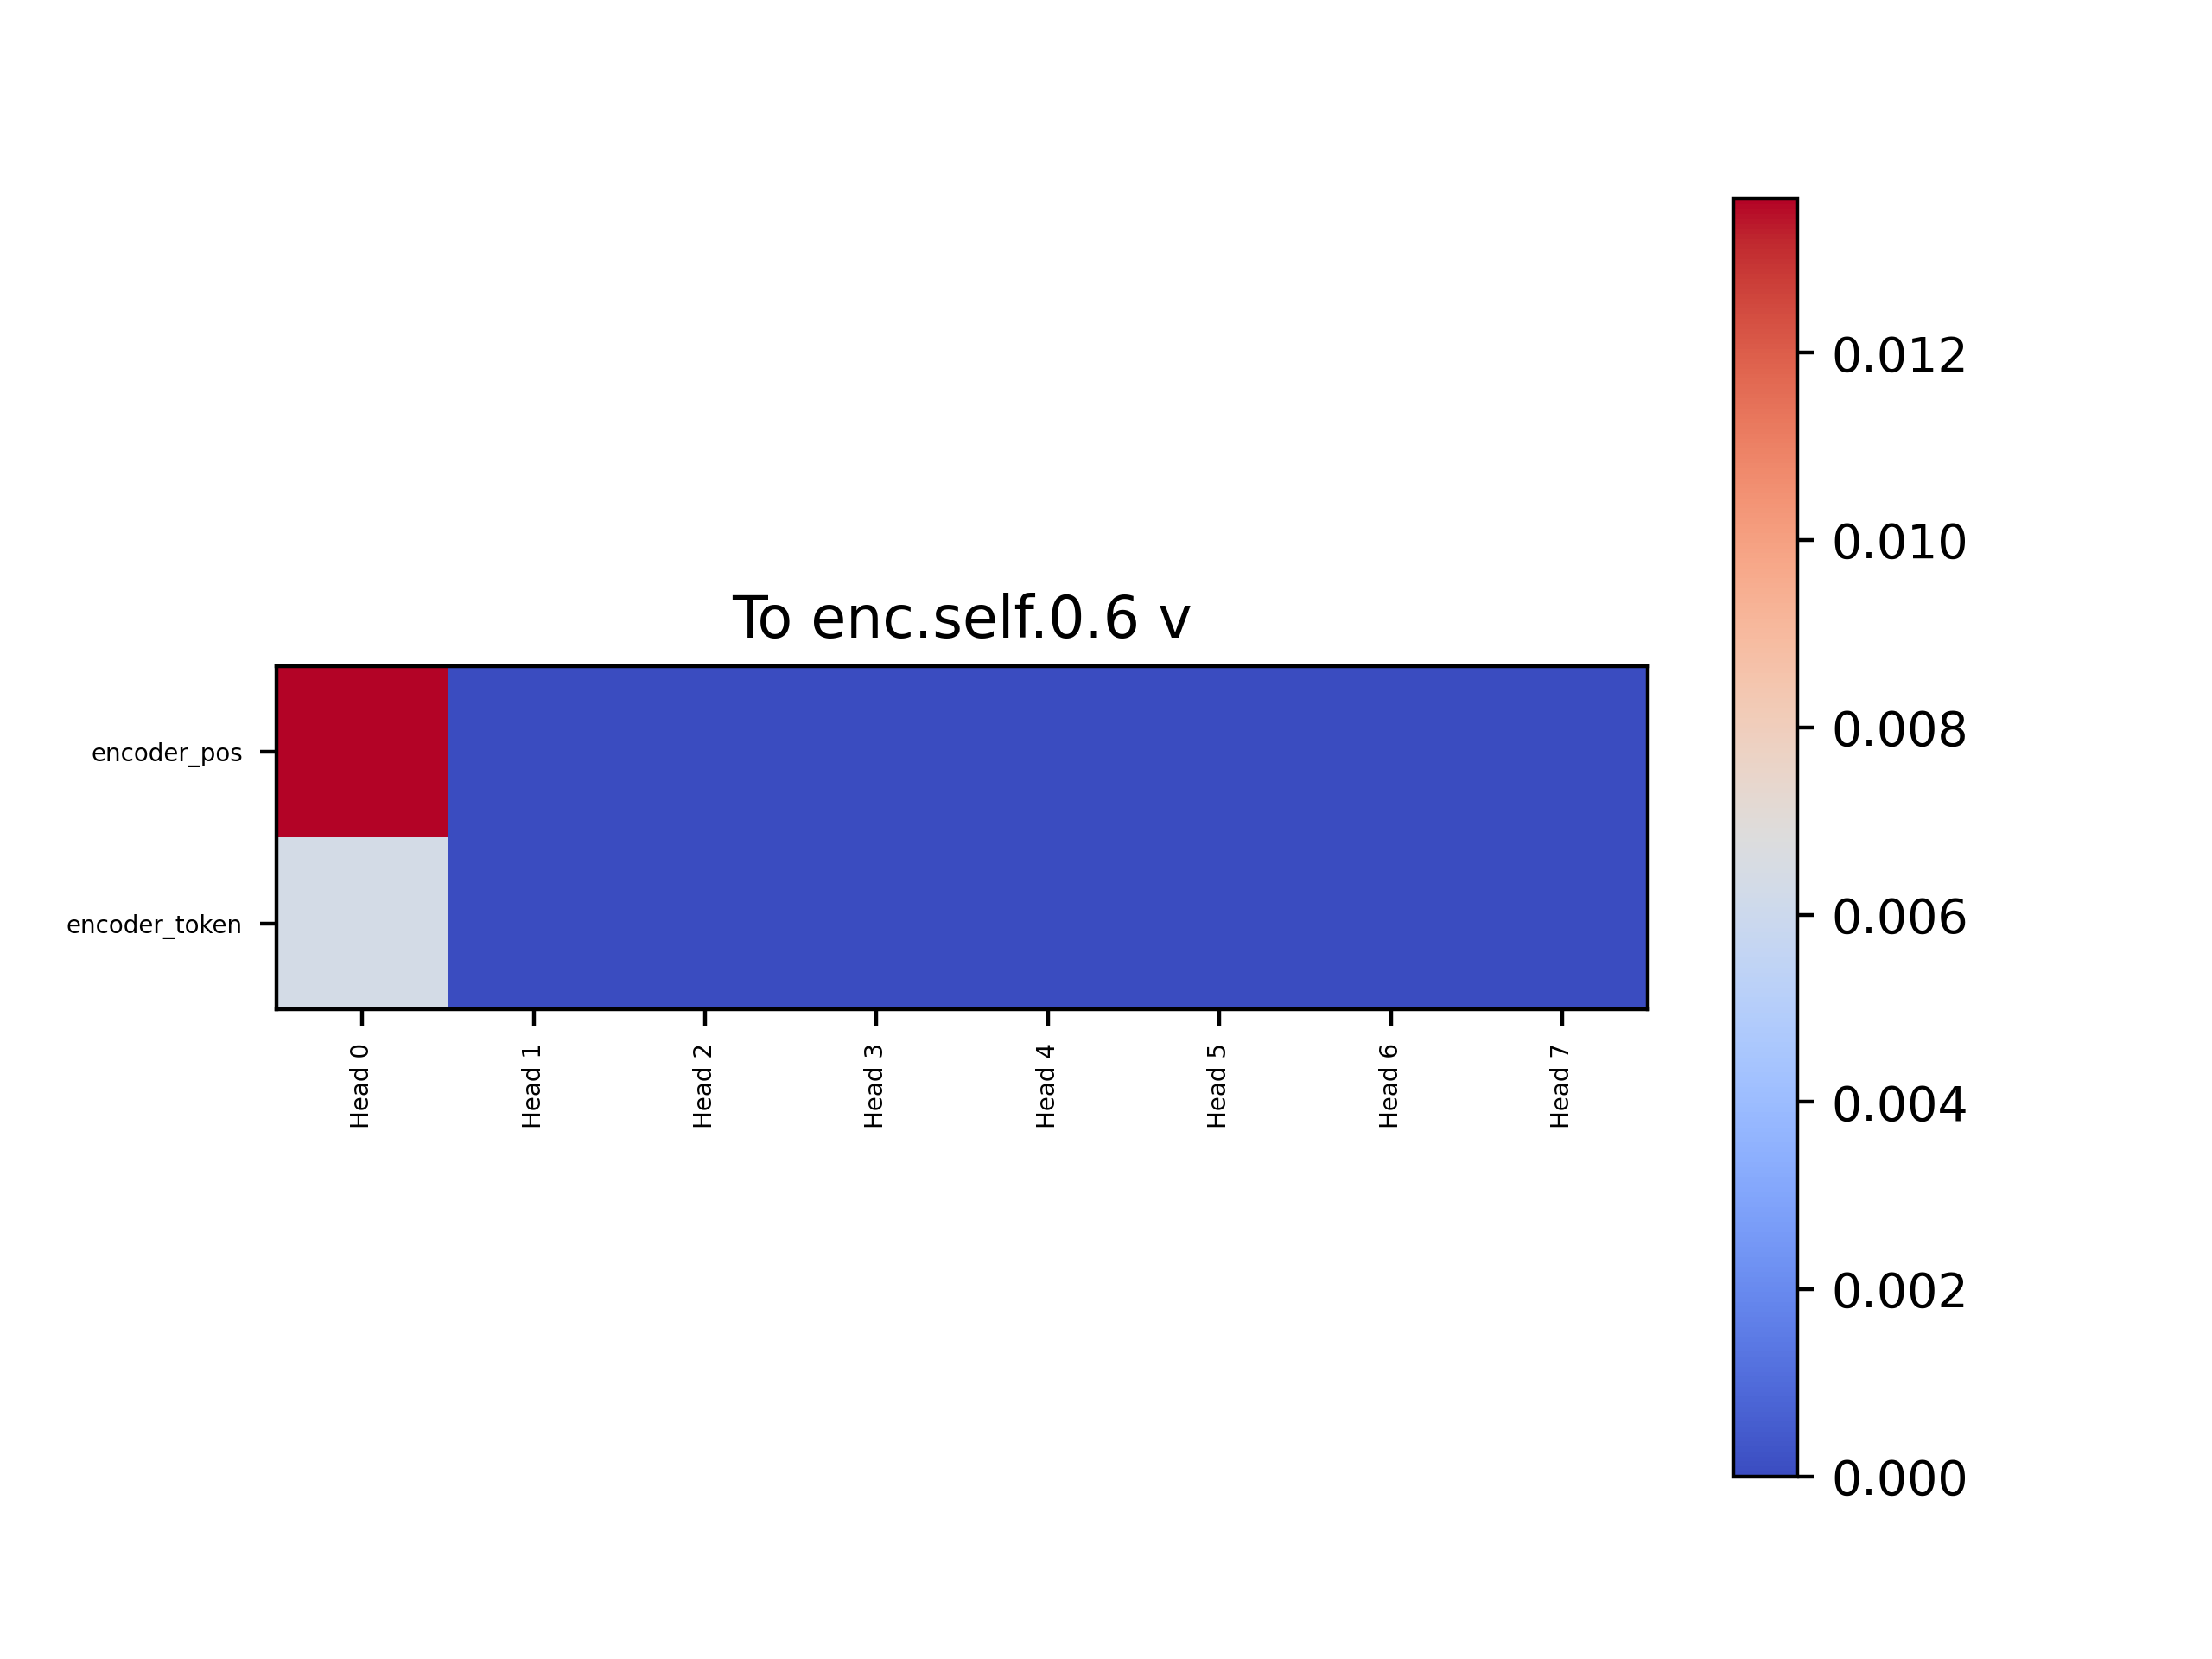 To enc.self.0.6 v
encoder_pos
encoder_token
Head 0
Head 1
Head 2
Head 3
Head 4
Head 5
Head 6
Head 7
0.012
0.010
0.008
0.006
0.004
0.002
0.000